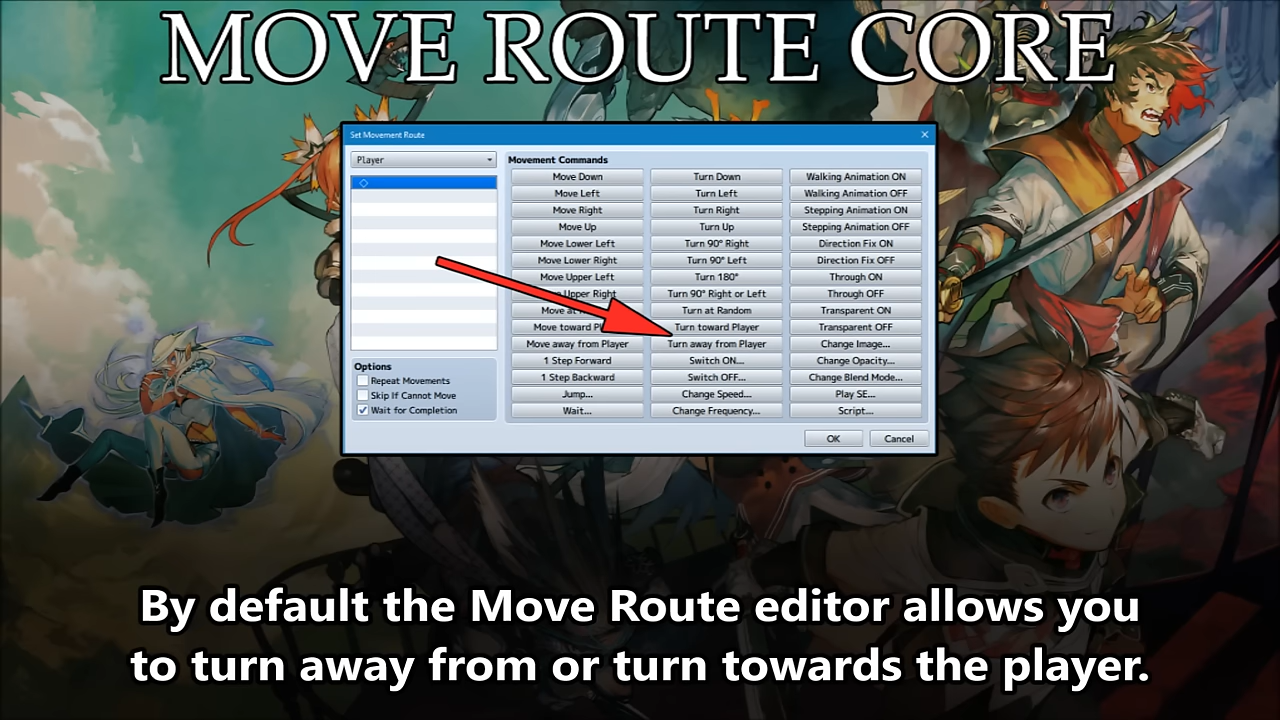 MOVE ROUTE CORE
Set Movement Route
Player
Movement Commands
Move Down
Turn Down
Walking Animation ON
Move Left
Turn Left
Walking Animation OFF
Move Right
Turn Right
Stepping Animation ON
Move Up
Turn Up
Stepping Animation OFF
Move Lower Left
Turn 90° Right
Direction Fix ON
Move Lower Right
Turn 90° Left
Direction Fix OFF
Move Upper Left
Turn 180°
Through ON
Upper Right
Turn 90° Right or Left
Through OFF
Move at
Turn at Random
Transparent ON
Move toward
Turn toward Player
Transparent OFF
Move away from Player
Turn away from Player
Change Image...
1 Step Forward
Switch ON...
Change Opacity...
1 Step Backward
Switch OFF...
Change Blend Mode...
Jump...
Change Speed...
Play SE...
Wait...
Change Frequency...
Script...
Options
Repeat Movements
Skip If Cannot Move
Wait for Completion
OK
Cancel
By default the Move Route editor allows you
to turn away from or turn towards the player.